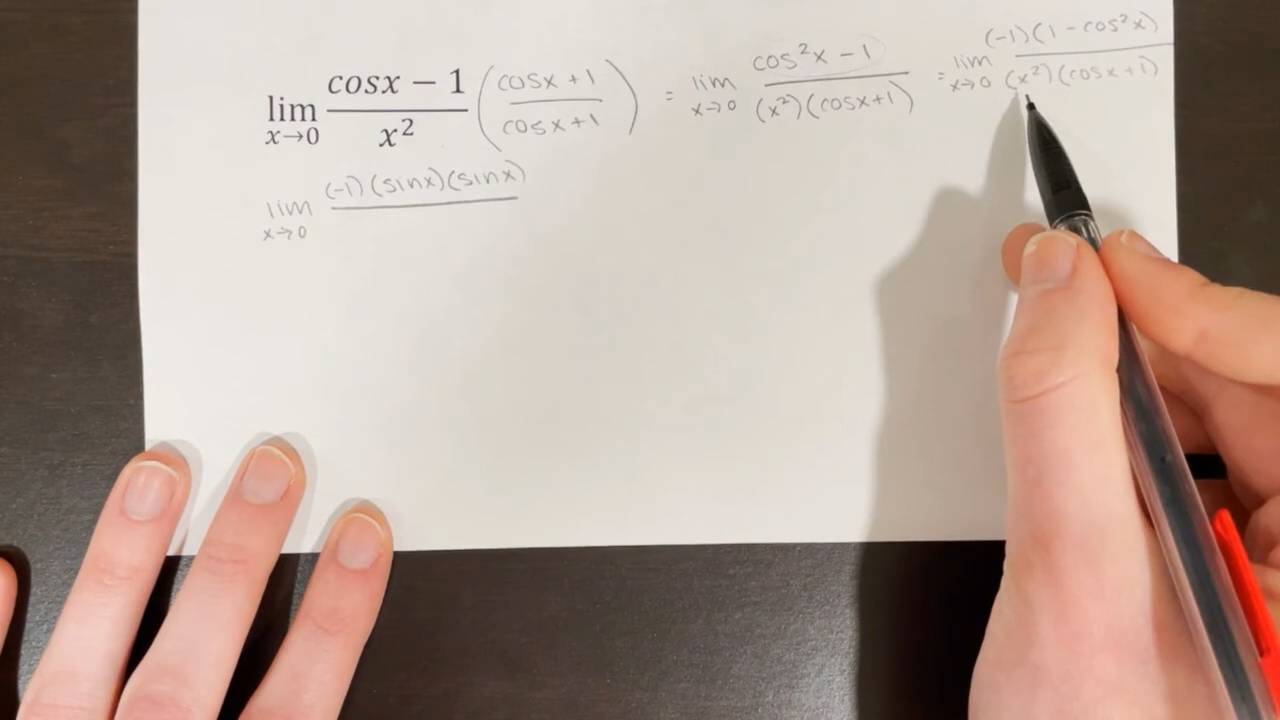 lim x→0 (cosx − 1)/x² ((cosx + 1)/(cosx + 1)) = lim x→0 (cos²x − 1)/((x²)(cosx+1)) = lim x→0 ((-1)(1 − cos²x))/((x²)(cosx+1))
lim x→0 (-1)(sinx)(sinx)